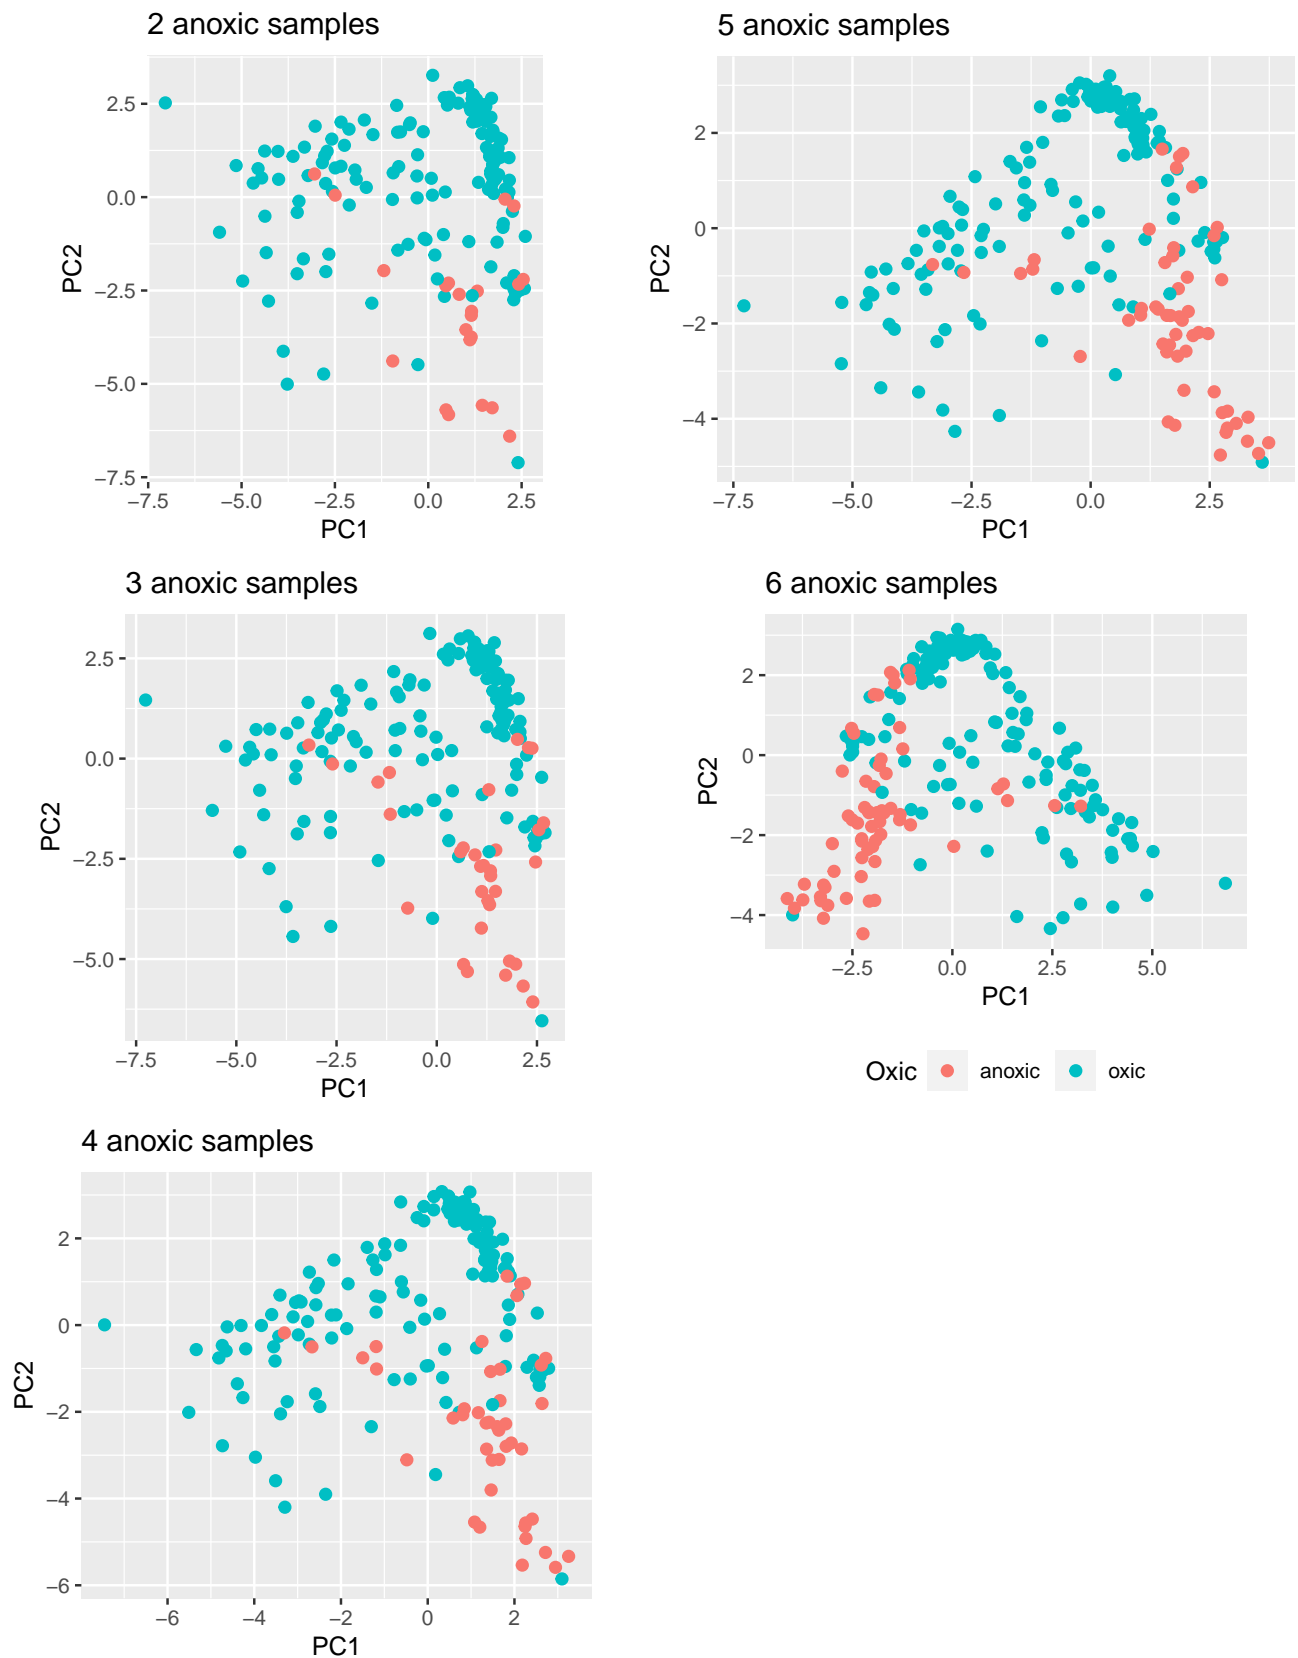 2 anoxic samples
2.5
0.0
−2.5
−5.0
−7.5
PC2
−7.5 −5.0 −2.5 0.0 2.5
PC1
5 anoxic samples
2
0
−2
−4
PC2
−7.5 −5.0 −2.5 0.0 2.5
PC1
3 anoxic samples
2.5
0.0
−2.5
−5.0
PC2
−7.5 −5.0 −2.5 0.0 2.5
PC1
6 anoxic samples
2
0
−2
−4
PC2
−2.5 0.0 2.5 5.0
PC1
Oxic anoxic oxic
4 anoxic samples
2
0
−2
−4
−6
PC2
−6 −4 −2 0 2
PC1